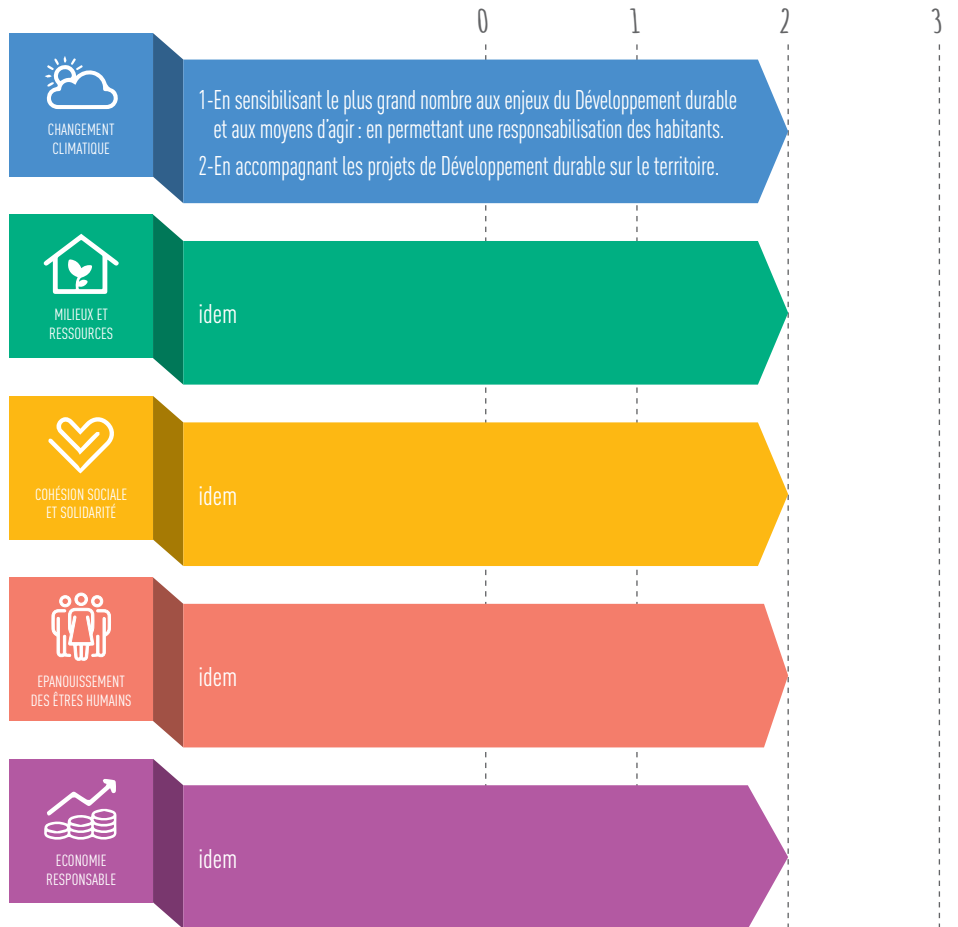 0 1 2 3
CHANGEMENT
CLIMATIQUE
1-En sensibilisant le plus grand nombre aux enjeux du Développement durable
et aux moyens d'agir : en permettant une responsabilisation des habitants.
2-En accompagnant les projets de Développement durable sur le territoire.
MILIEUX ET
RESSOURCES
idem
COHÉSION SOCIALE
ET SOLIDARITÉ
idem
EPANOUISSEMENT
DES ÊTRES HUMAINS
idem
ECONOMIE
RESPONSABLE
idem